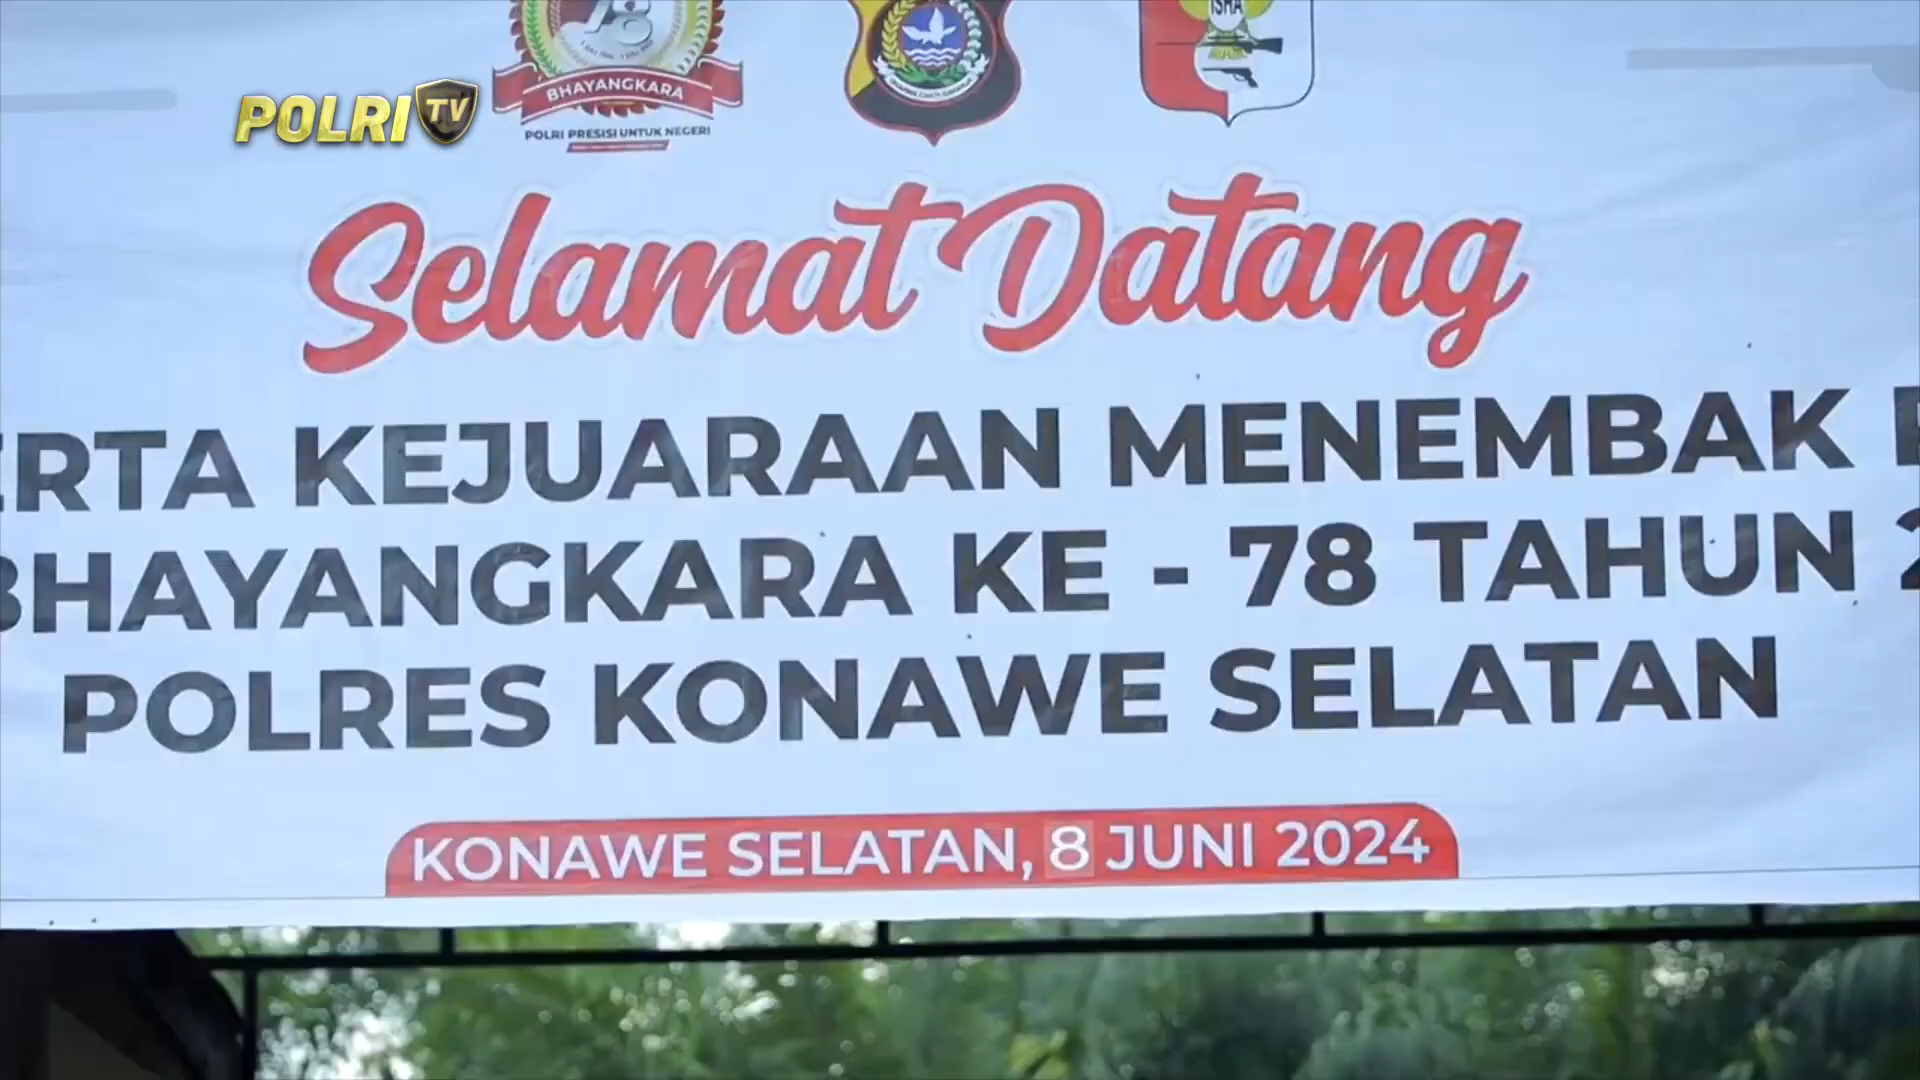 POLRI TV
BHAYANGKARA
POLRI PRESISI UNTUK NEGERI
Selamat Datang
ERTA KEJUARAAN MENEMBAK
BHAYANGKARA KE - 78 TAHUN 2
POLRES KONAWE SELATAN
KONAWE SELATAN, 8 JUNI 2024